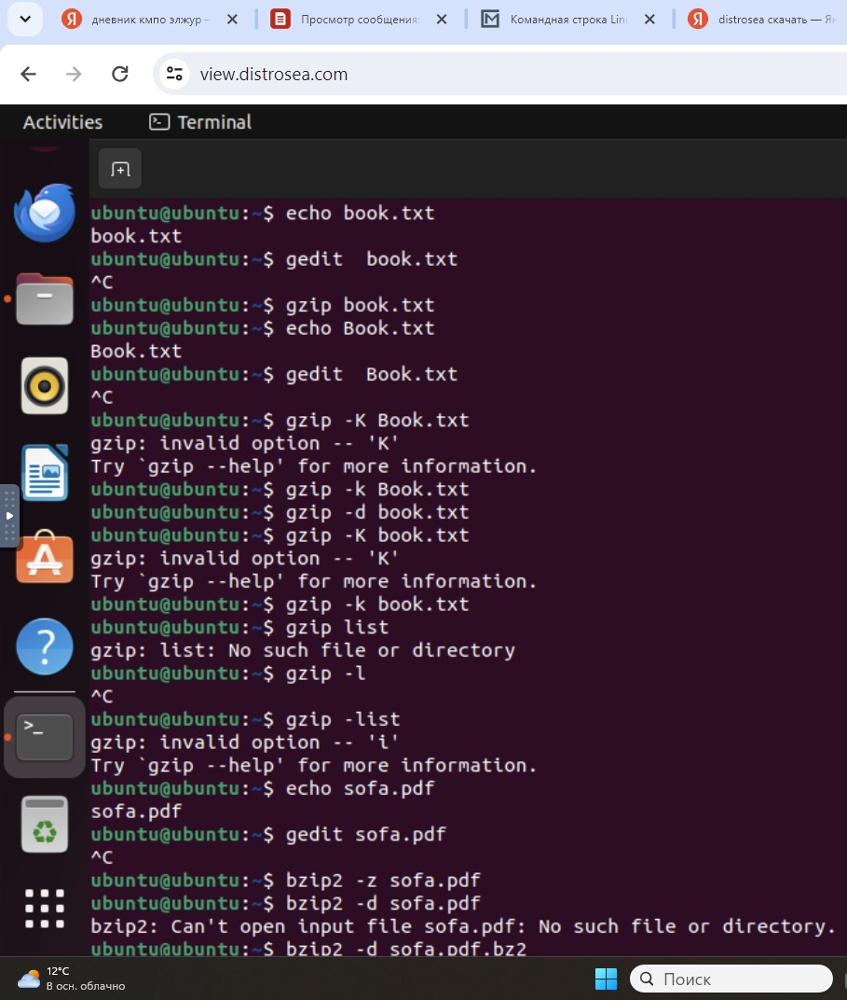 дневник кмпо элжур -
Просмотр сообщения:
Командная строка Lin
distrosea скачать — Ян
view.distrosea.com
Activities
Terminal
ubuntu@ubuntu:~$ echo book.txt
book.txt
ubuntu@ubuntu:~$ gedit  book.txt
^C
ubuntu@ubuntu:~$ gzip book.txt
ubuntu@ubuntu:~$ echo Book.txt
Book.txt
ubuntu@ubuntu:~$ gedit  Book.txt
^C
ubuntu@ubuntu:~$ gzip -K Book.txt
gzip: invalid option -- 'K'
Try `gzip --help' for more information.
ubuntu@ubuntu:~$ gzip -k Book.txt
ubuntu@ubuntu:~$ gzip -d book.txt
ubuntu@ubuntu:~$ gzip -K book.txt
gzip: invalid option -- 'K'
Try `gzip --help' for more information.
ubuntu@ubuntu:~$ gzip -k book.txt
ubuntu@ubuntu:~$ gzip list
gzip: list: No such file or directory
ubuntu@ubuntu:~$ gzip -l
^C
ubuntu@ubuntu:~$ gzip -list
gzip: invalid option -- 'i'
Try `gzip --help' for more information.
ubuntu@ubuntu:~$ echo sofa.pdf
sofa.pdf
ubuntu@ubuntu:~$ gedit sofa.pdf
^C
ubuntu@ubuntu:~$ bzip2 -z sofa.pdf
ubuntu@ubuntu:~$ bzip2 -d sofa.pdf
bzip2: Can't open input file sofa.pdf: No such file or directory.
ubuntu@ubuntu:~$ bzip2 -d sofa.pdf.bz2
12°C
В осн. облачно
Поиск